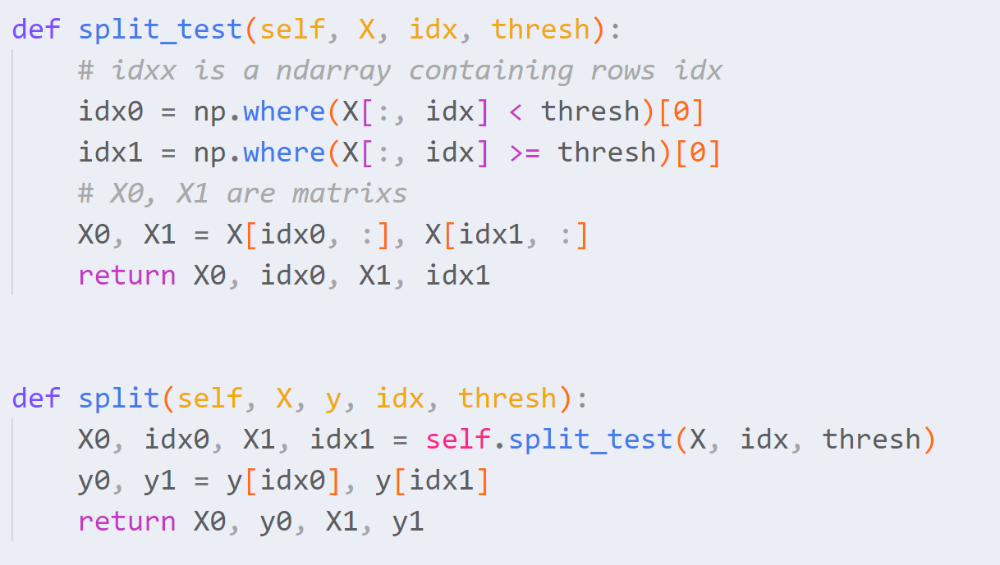 def split_test(self, X, idx, thresh):
    # idxx is a ndarray containing rows idx
    idx0 = np.where(X[:, idx] < thresh)[0]
    idx1 = np.where(X[:, idx] >= thresh)[0]
    # X0, X1 are matrixs
    X0, X1 = X[idx0, :], X[idx1, :]
    return X0, idx0, X1, idx1
def split(self, X, y, idx, thresh):
    X0, idx0, X1, idx1 = self.split_test(X, idx, thresh)
    y0, y1 = y[idx0], y[idx1]
    return X0, y0, X1, y1